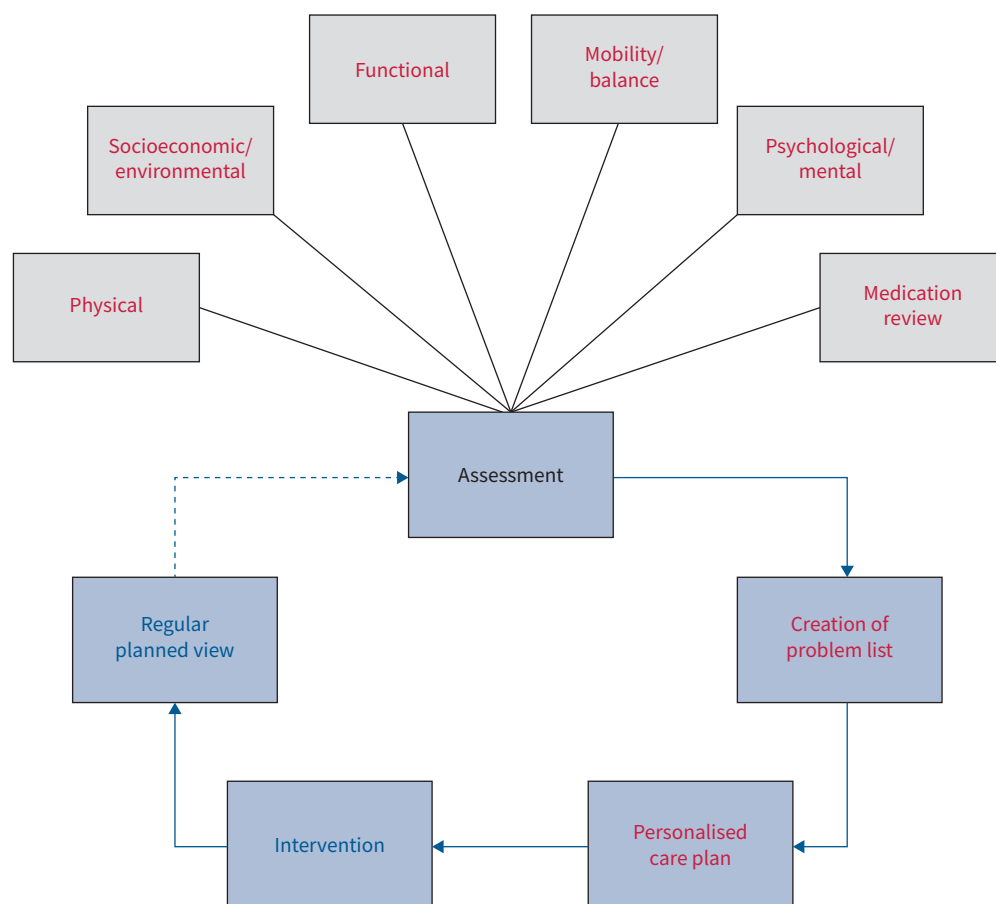 Functional
Mobility/
balance
Socioeconomic/
environmental
Psychological/
mental
Physical
Medication
review
Assessment
Regular
planned view
Creation of
problem list
Intervention
Personalised
care plan